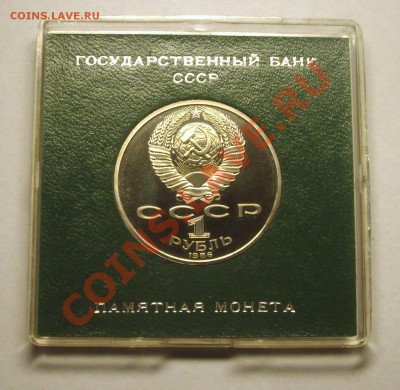 COINS.LAVE.RU
ГОСУДАРСТВЕННЫЙ БАНК
СССР
СССР
1
РУБЛЬ
1986
ПАМЯТНАЯ МОНЕТА
COINS.LAVE.RU